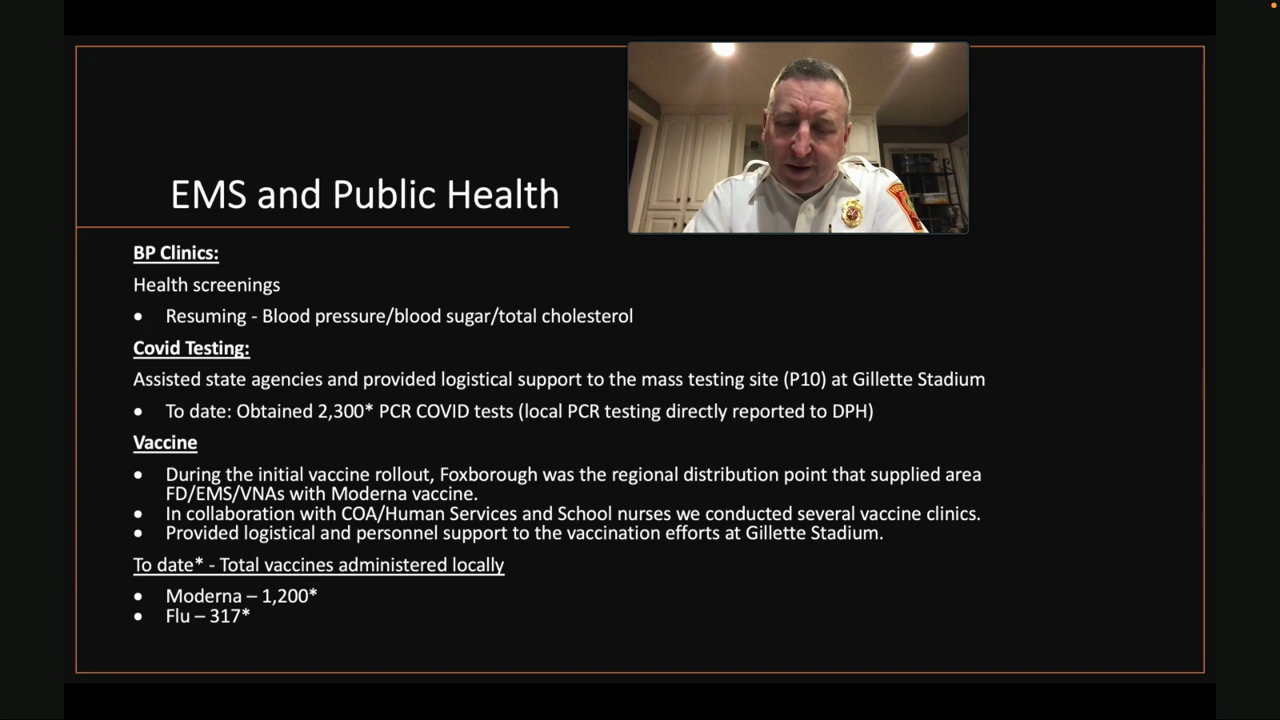 EMS and Public Health
BP Clinics:
Health screenings
• Resuming - Blood pressure/blood sugar/total cholesterol
Covid Testing:
Assisted state agencies and provided logistical support to the mass testing site (P10) at Gillette Stadium
• To date: Obtained 2,300* PCR COVID tests (local PCR testing directly reported to DPH)
Vaccine
• During the initial vaccine rollout, Foxborough was the regional distribution point that supplied area
FD/EMS/VNAs with Moderna vaccine.
• In collaboration with COA/Human Services and School nurses we conducted several vaccine clinics.
• Provided logistical and personnel support to the vaccination efforts at Gillette Stadium.
To date* - Total vaccines administered locally
• Moderna – 1,200*
• Flu – 317*